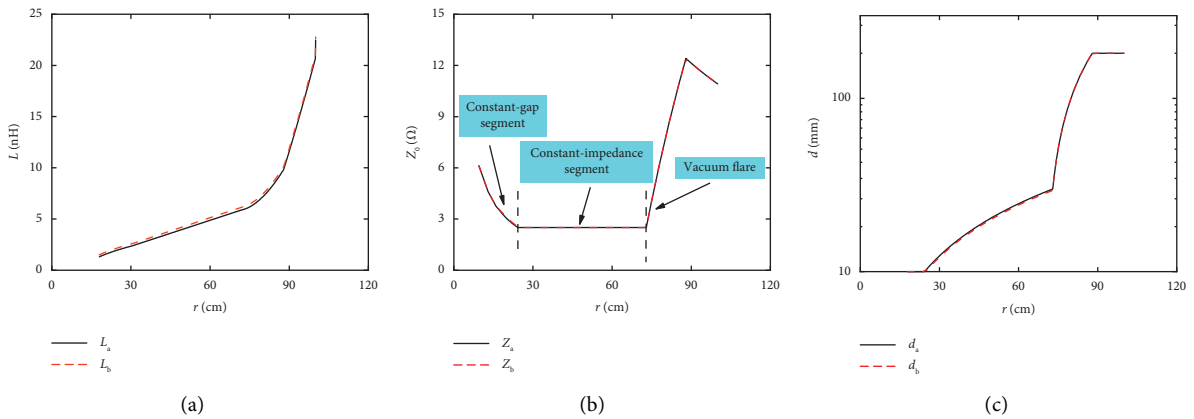 25
20
15
10
5
0
L (nH)
0
30
60
90
120
r (cm)
L_a
L_b
(a)
15
12
9
6
3
0
Z_0 (Ω)
Constant-gap
segment
Constant-impedance
segment
Vacuum flare
0
30
60
90
120
r (cm)
Z_a
Z_b
(b)
100
10
d (mm)
0
30
60
90
120
r (cm)
d_a
d_b
(c)